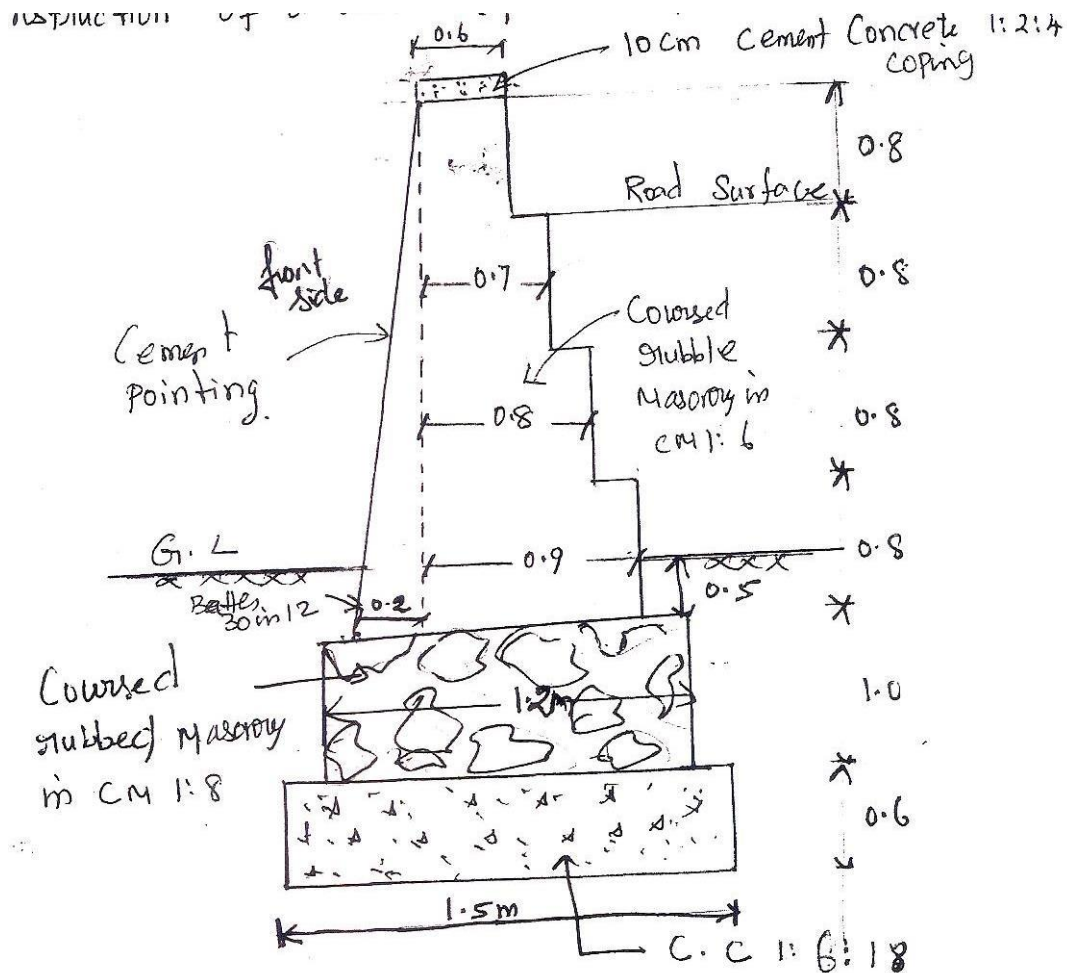 of
0.6
10cm Cement Concrete 1:2:4
coping
0.8
Road Surface
front
side
0.7
0.8
Cement
pointing.
Coursed
rubble
Masonry in
CM 1:6
0.8
0.8
G.L
0.9
0.8
0.5
0.2
30 in 12
Coursed
rubbed Masonry
in CM 1:8
1.2m
1.0
0.6
1.5m
C.C 1:6:18